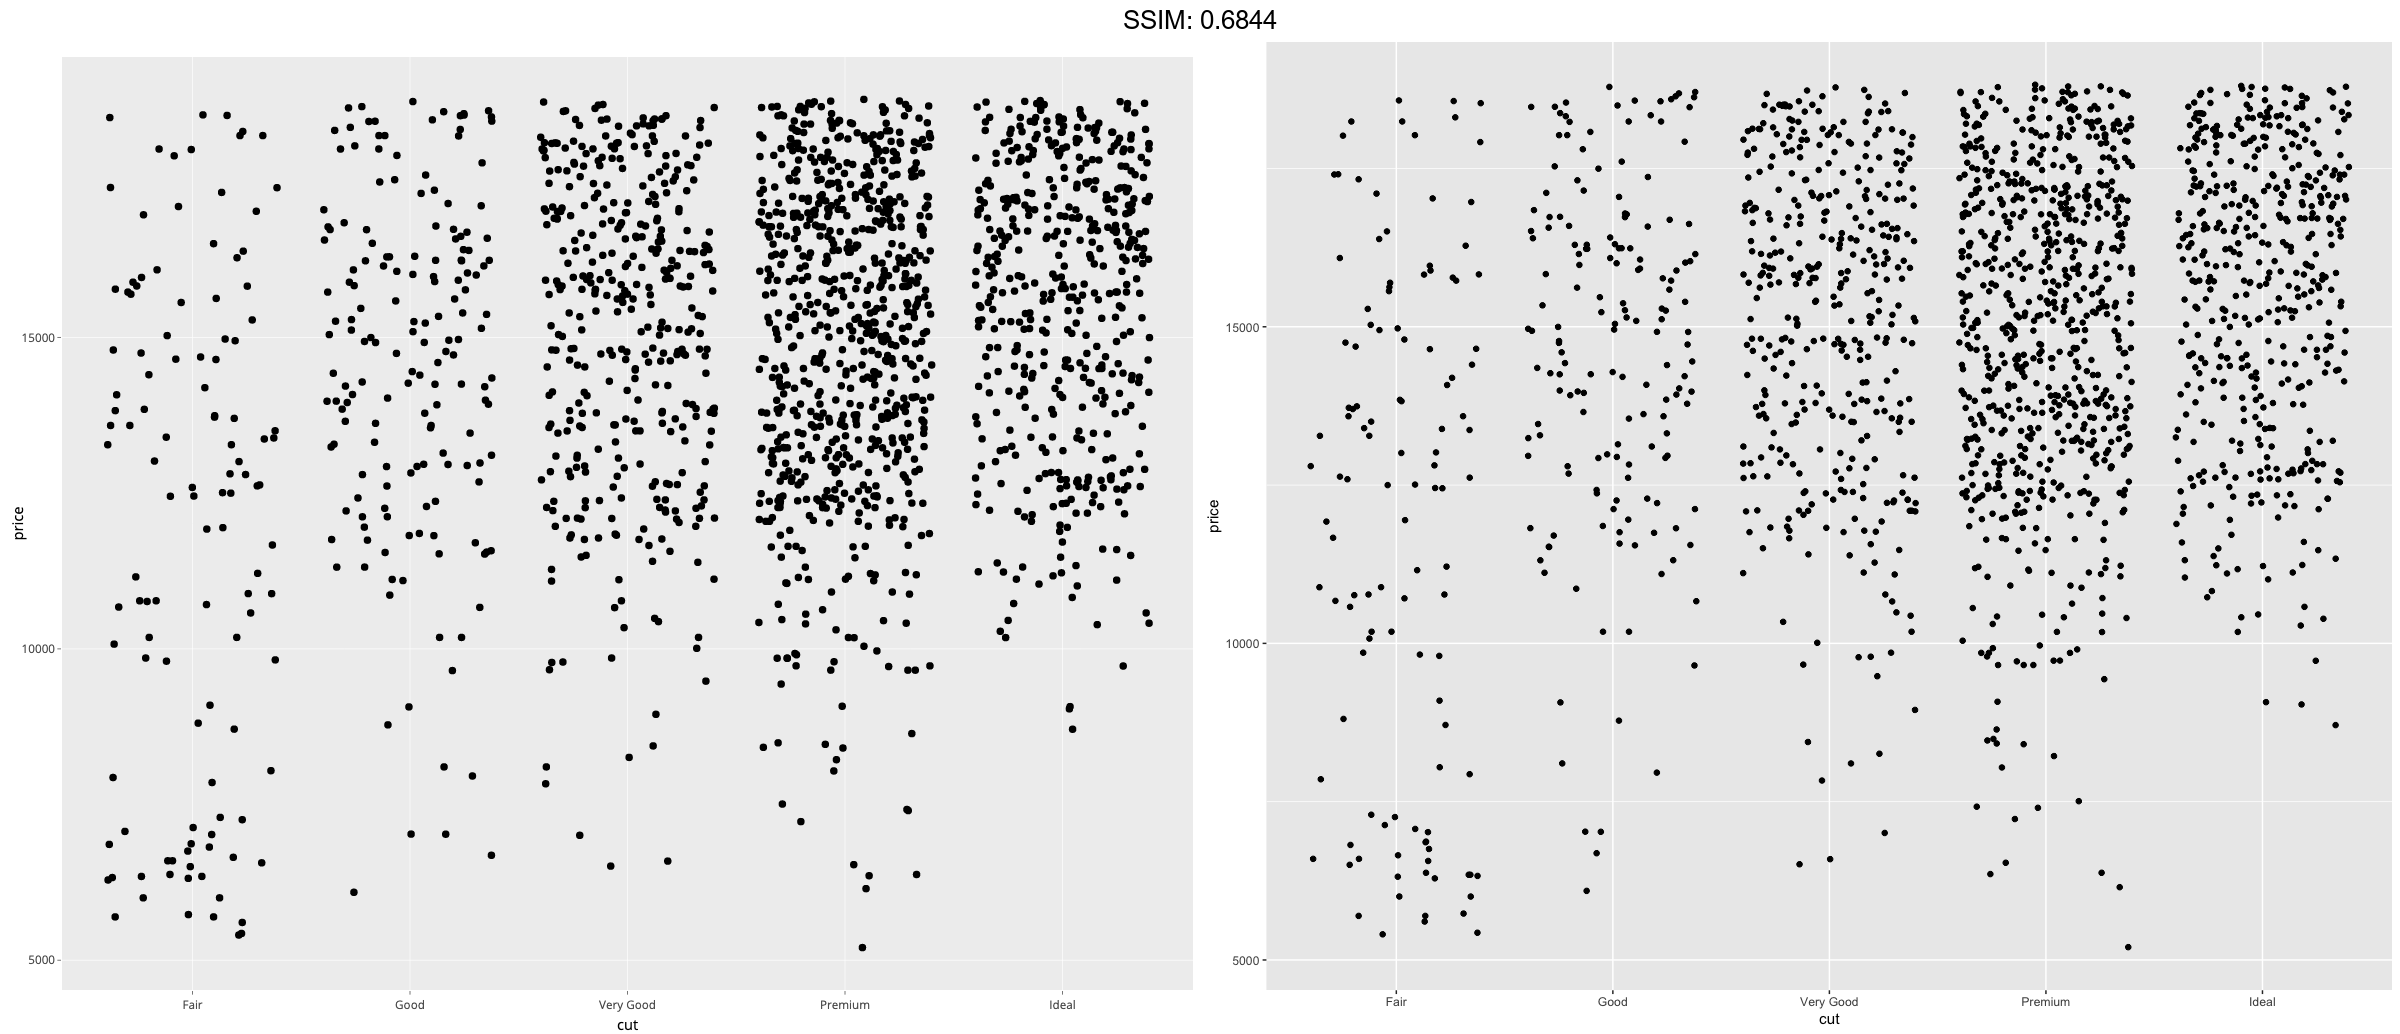 SSIM: 0.6844
price
15000
10000
5000
Fair Good Very Good Premium Ideal
cut
price
15000
10000
5000
Fair Good Very Good Premium Ideal
cut